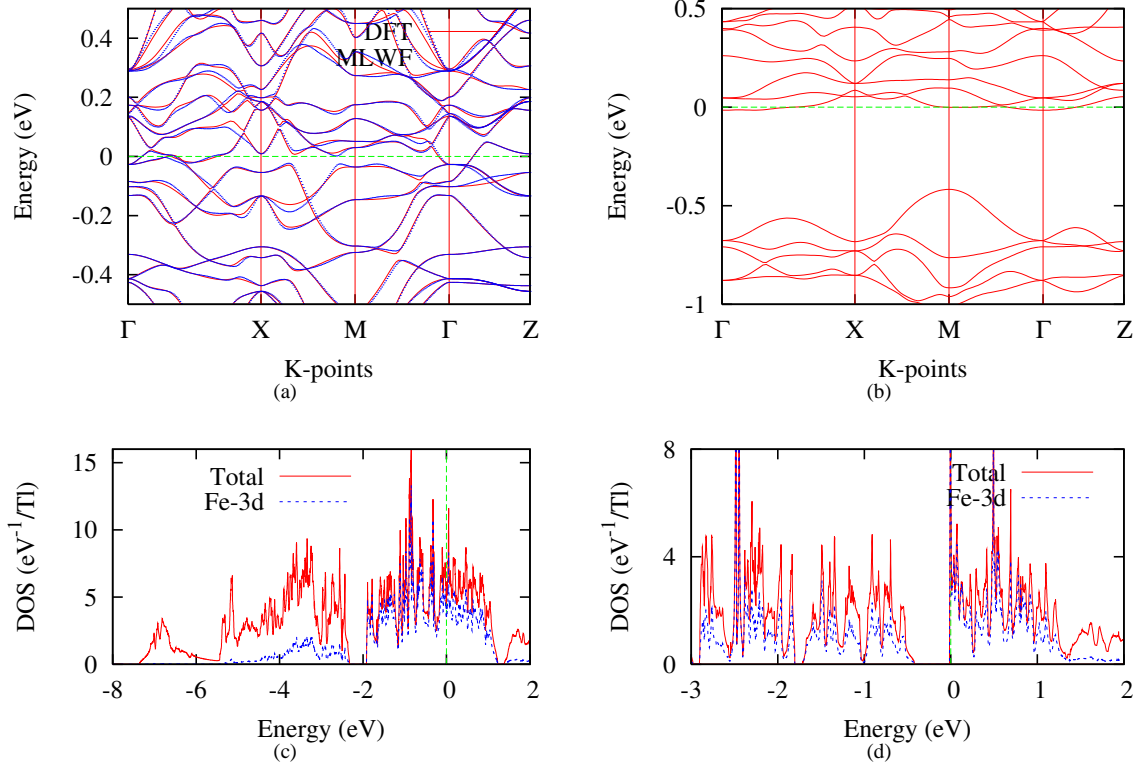 0.4
0.2
0
-0.2
-0.4
Energy (eV)
DFT
MLWF
Γ X M Γ Z
K-points
(a)
0.5
0
-0.5
-1
Energy (eV)
Γ X M Γ Z
K-points
(b)
15
10
5
0
DOS (eV⁻¹/Tl)
Total
Fe-3d
-8 -6 -4 -2 0 2
Energy (eV)
(c)
8
4
0
DOS (eV⁻¹/Tl)
Total
Fe-3d
-3 -2 -1 0 1 2
Energy (eV)
(d)